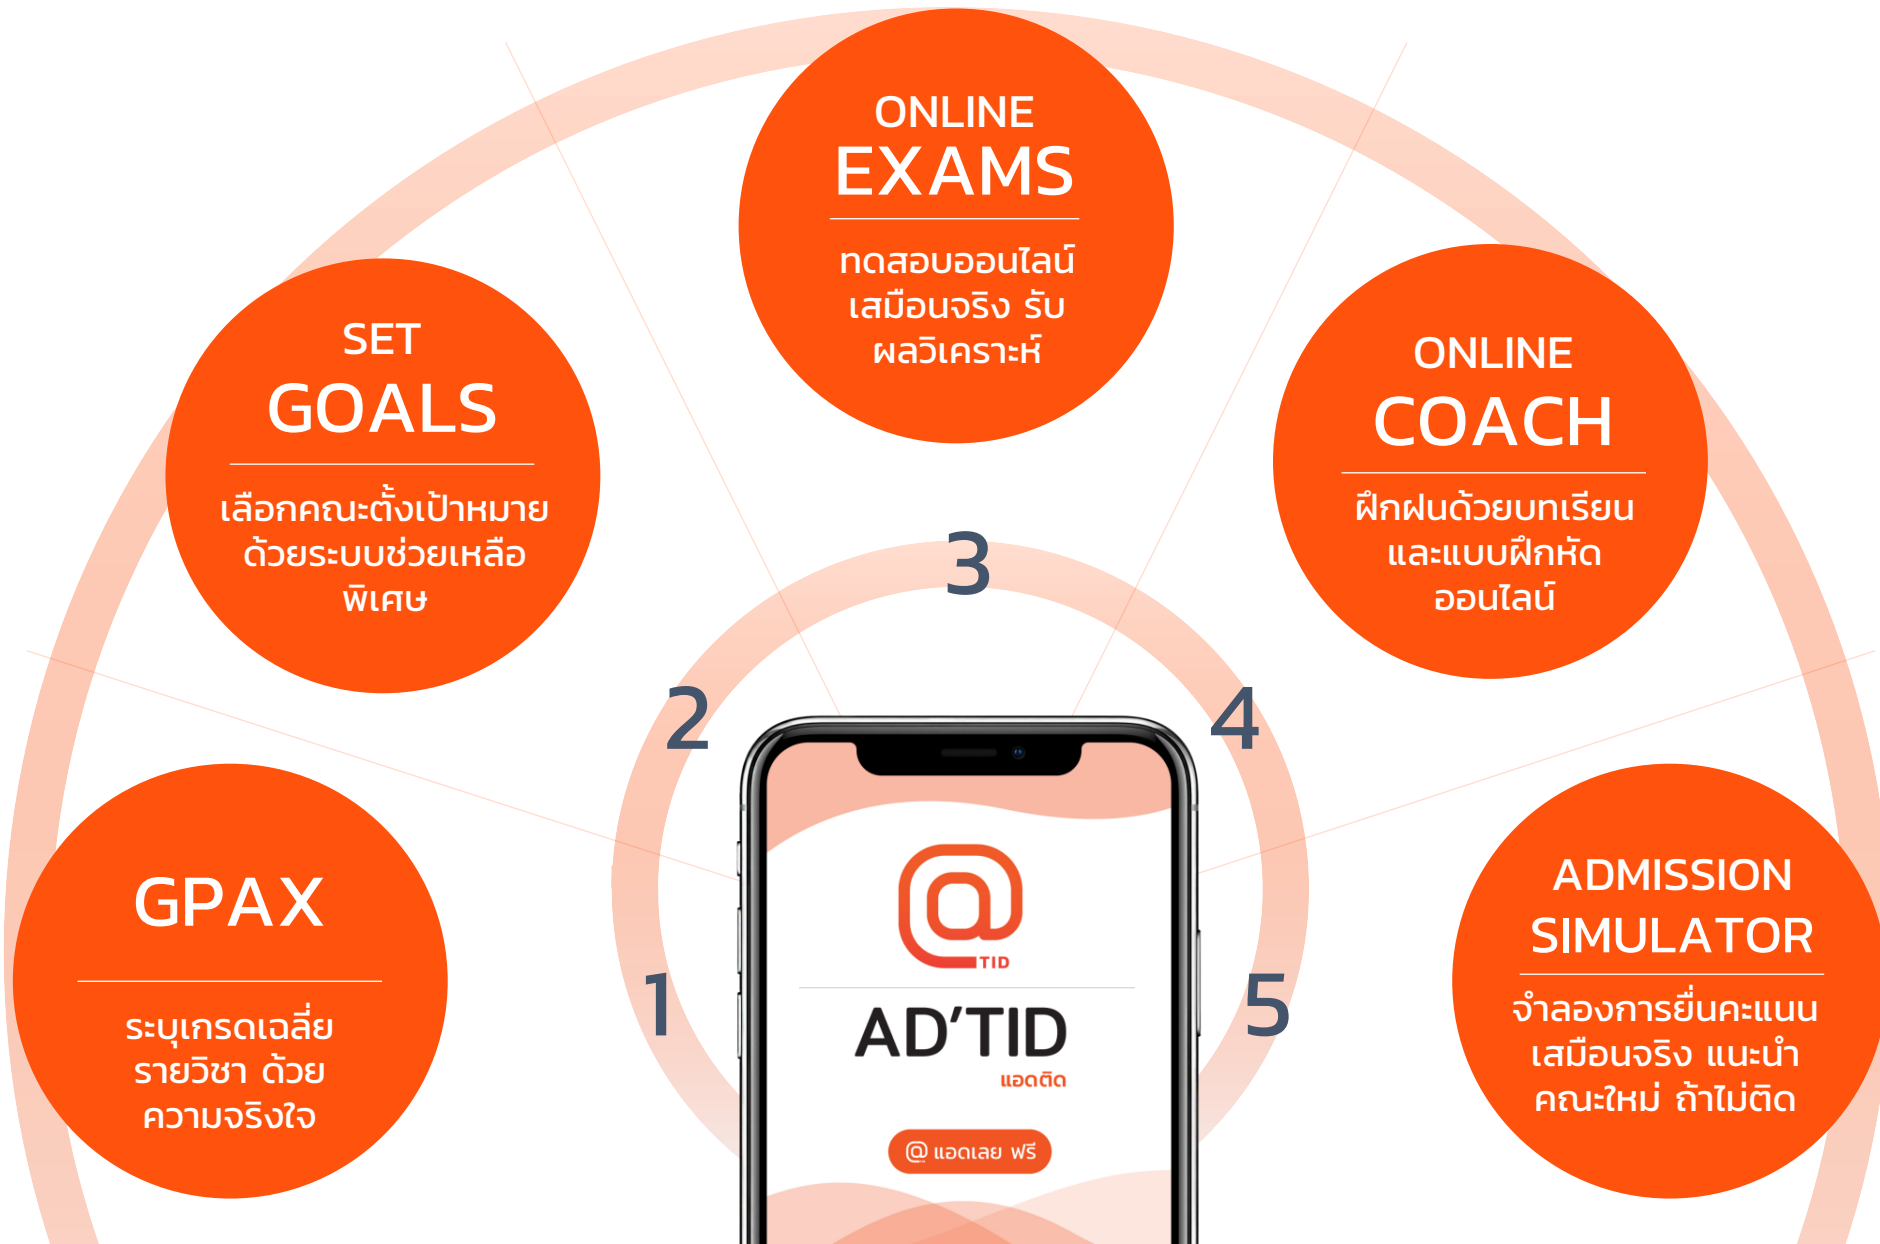 ONLINE
EXAMS
ทดสอบออนไลน์
เสมือนจริง รับ
ผลวิเคราะห์
SET
GOALS
เลือกคณะตั้งเป้าหมาย
ด้วยระบบช่วยเหลือ
พิเศษ
ONLINE
COACH
ฝึกฝนด้วยบทเรียน
และแบบฝึกหัด
ออนไลน์
3
2
4
GPAX
ระบุเกรดเฉลี่ย
รายวิชา ด้วย
ความจริงใจ
1
@
TID
AD'TID
แอดติด
@ แอดเลย ฟรี
5
ADMISSION
SIMULATOR
จำลองการยื่นคะแนน
เสมือนจริง แนะนำ
คณะใหม่ ถ้าไม่ติด